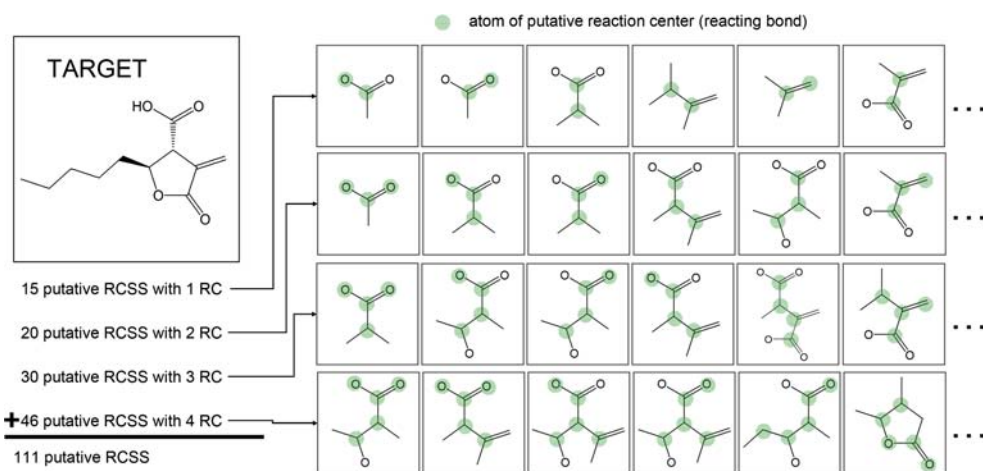 atom of putative reaction center (reacting bond)
TARGET
HO
O
O
O
15 putative RCSS with 1 RC
20 putative RCSS with 2 RC
30 putative RCSS with 3 RC
+46 putative RCSS with 4 RC
111 putative RCSS
O O O O O O O
O
O O O O O O O O O O O
O O
O O O O O O O O O O
O O O O O O
O O O O O O O O O O
O O O O O
...
...
...
...